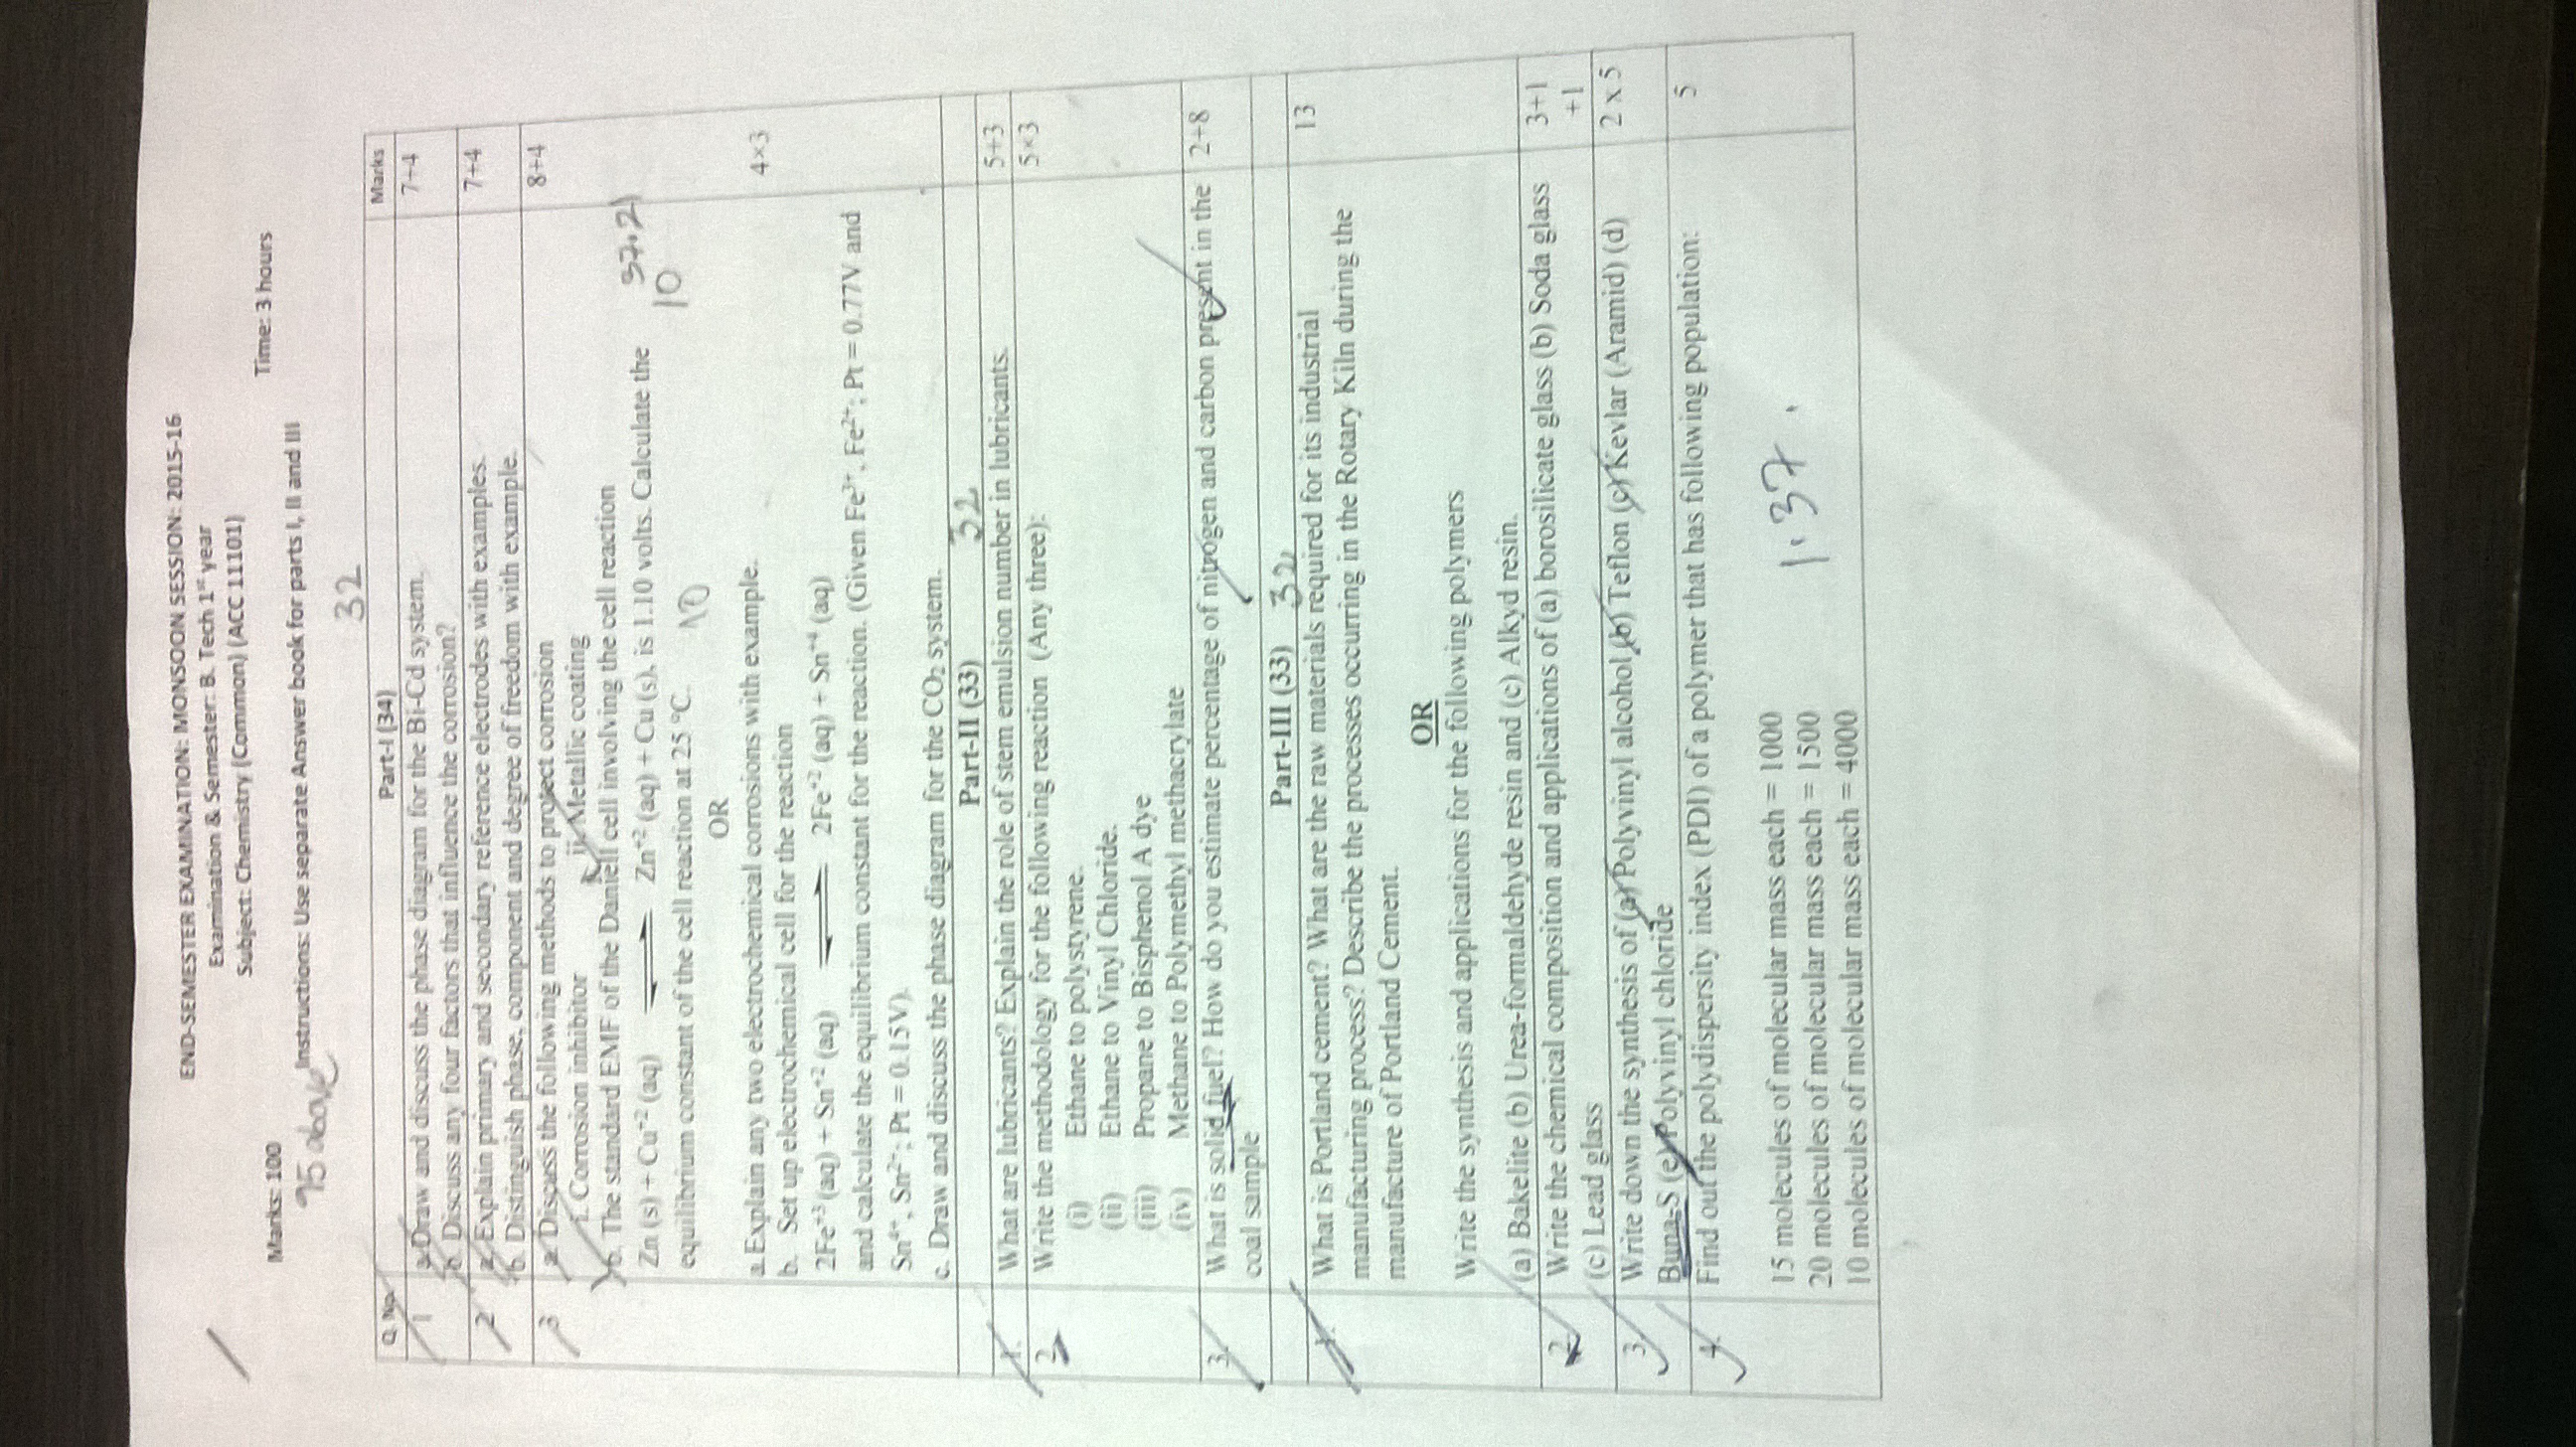 END-SEMESTER EXAMINATION: MONSOON SESSION: 2015-16
Examination & Semester: B. Tech 1st year
Subject: Chemistry (Common) (ACC 11101)
Marks: 100 Time: 3 hours
95 above
Instructions: Use separate Answer book for parts I, II and III
32
Q. No. Part-I (34) Marks
1 a. Draw and discuss the phase diagram for the Bi-Cd system. 7+4
b. Discuss any four factors that influence the corrosion?
2 a. Explain primary and secondary reference electrodes with examples. 7+4
b. Distinguish phase, component and degree of freedom with example.
3 a. Discuss the following methods to protect corrosion 8+4
i. Corrosion inhibitor ii. Metallic coating
b. The standard EMF of the Daniell cell involving the cell reaction
Zn (s) + Cu+2 (aq) ⇌ Zn+2 (aq) + Cu (s), is 1.10 volts. Calculate the
equilibrium constant of the cell reaction at 25 °C.
10
37.21
10
OR
a. Explain any two electrochemical corrosions with example. 4×3
b. Set up electrochemical cell for the reaction
2Fe+3 (aq) + Sn+2 (aq) ⇌ 2Fe+2 (aq) + Sn+4 (aq)
and calculate the equilibrium constant for the reaction. (Given Fe3+, Fe2+; Pt = 0.77V and
Sn4+, Sn2+; Pt = 0.15V).
c. Draw and discuss the phase diagram for the CO2 system.
Part-II (33) 32
1. What are lubricants? Explain the role of stem emulsion number in lubricants. 5+3
2. Write the methodology for the following reaction (Any three): 5×3
(i) Ethane to polystyrene.
(ii) Ethane to Vinyl Chloride.
(iii) Propane to Bisphenol A dye
(iv) Methane to Polymethyl methacrylate
3. What is solid fuel? How do you estimate percentage of nitrogen and carbon present in the 2+8
coal sample
Part-III (33) 32
1. What is Portland cement? What are the raw materials required for its industrial 13
manufacturing process? Describe the processes occurring in the Rotary Kiln during the
manufacture of Portland Cement.
OR
Write the synthesis and applications for the following polymers
(a) Bakelite (b) Urea-formaldehyde resin and (c) Alkyd resin.
2. Write the chemical composition and applications of (a) borosilicate glass (b) Soda glass 3+1
(c) Lead glass +1
3. Write down the synthesis of (a) Polyvinyl alcohol (b) Teflon (c) Kevlar (Aramid) (d) 2 x 5
Buna-S (e) Polyvinyl chloride
4. Find out the polydispersity index (PDI) of a polymer that has following population: 5
15 molecules of molecular mass each = 1000
20 molecules of molecular mass each = 1500
10 molecules of molecular mass each = 4000
1.37.